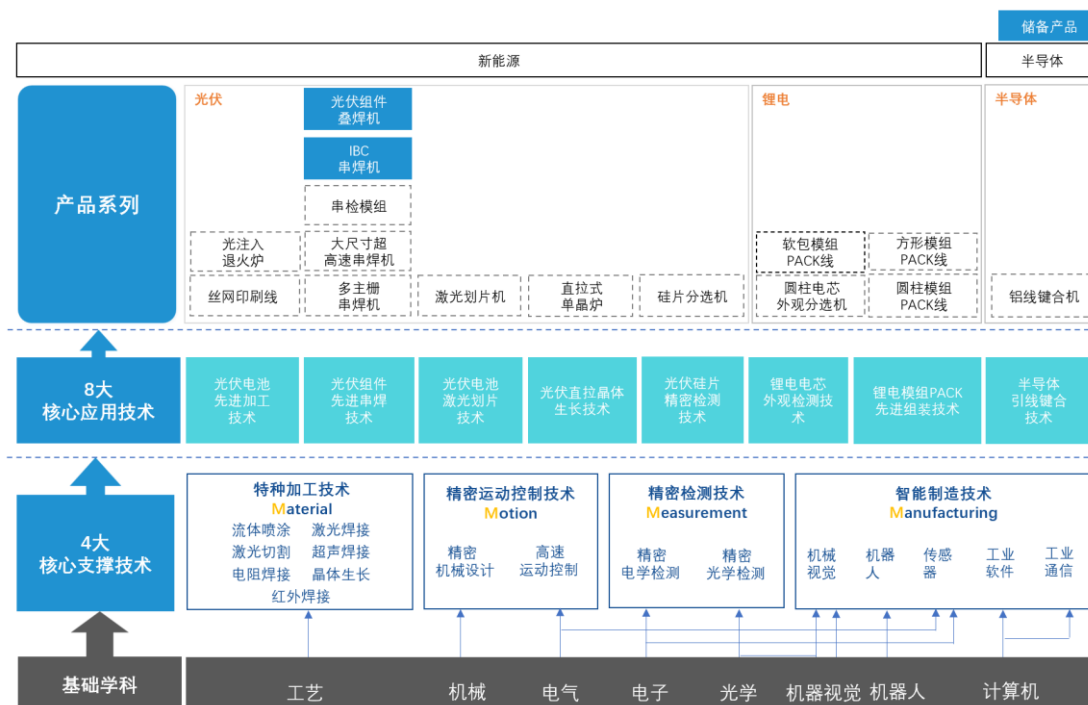 储备产品
新能源
半导体
产品系列
光伏
光伏组件
叠焊机
IBC
串焊机
串检模组
光注入
退火炉
大尺寸超
高速串焊机
丝网印刷线
多主栅
串焊机
激光划片机
直拉式
单晶炉
硅片分选机
锂电
软包模组
PACK线
方形模组
PACK线
圆柱电芯
外观分选机
圆柱模组
PACK线
半导体
铝线键合机
8大
核心应用技术
光伏电池
先进加工
技术
光伏组件
先进串焊
技术
光伏电池
激光划片
技术
光伏直拉晶体
生长技术
光伏硅片
精密检测
技术
锂电电芯
外观检测技
术
锂电模组PACK
先进组装技术
半导体
引线键合
技术
4大
核心支撑技术
特种加工技术
Material
流体喷涂 激光焊接
激光切割 超声焊接
电阻焊接 晶体生长
红外焊接
精密运动控制技术
Motion
精密
机械设计
高速
运动控制
精密检测技术
Measurement
精密
电学检测
精密
光学检测
智能制造技术
Manufacturing
机械
视觉
机器
人
传感
器
工业
软件
工业
通信
基础学科
工艺
机械
电气
电子
光学
机器视觉
机器人
计算机